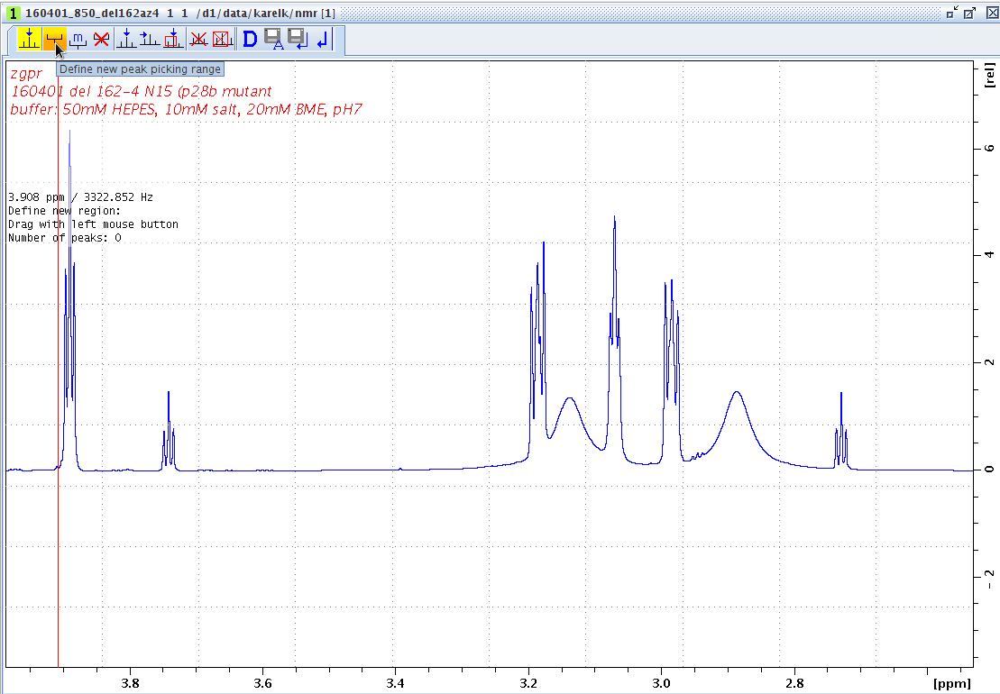 1 160401_850_del162az4 1 1 /d1/data/karelk/nmr [1]
m D A
Define new peak picking range
zgpr
160401 del 162-4 N15 (p28b mutant
buffer: 50mM HEPES, 10mM salt, 20mM BME, pH7
3.908 ppm / 3322.852 Hz
Define new region:
Drag with left mouse button
Number of peaks: 0
[rel]
6
4
2
0
- 2
3.8 3.6 3.4 3.2 3.0 2.8 [ppm]